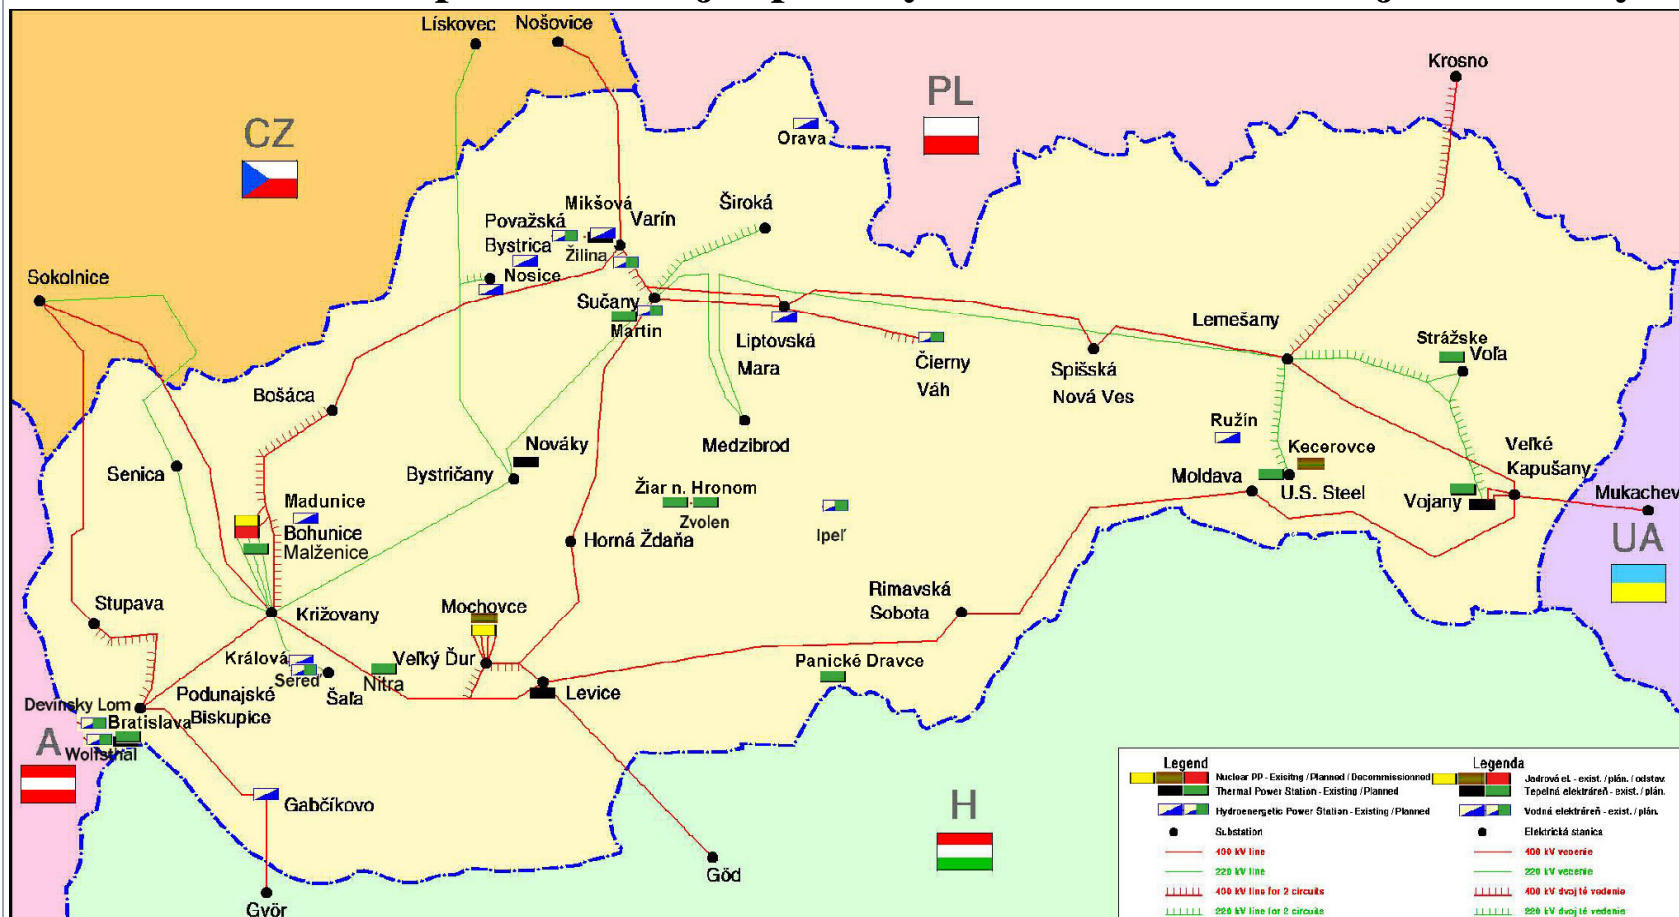 Lískovec
Nošovice
Krosno
CZ
PL
Orava
Mikšová
Široká
Považská
Varín
Bystrica
Žilina
Nosice
Sokolnice
Sučany
Martin
Liptovská
Mara
Čierny
Váh
Spišská
Nová Ves
Lemešany
Strážske
Voľa
Bošáca
Senica
Nováky
Bystričany
Medzibrod
Ružín
Kecerovce
Moldava
U.S. Steel
Veľké
Kapušany
Vojany
Mukachev
UA
Madunice
Bohunice
Malženice
Žiar n. Hronom
Zvolen
Ipeľ
Horná Ždaňa
Stupava
Križovany
Mochovce
Rimavská
Sobota
Kráľová
Sereď
Šaľa
Nitra
Veľký Ďur
Levice
Panické Dravce
Devínsky Lom
Podunajské
Biskupice
Bratislava
A
Wolfsthal
Gabčíkovo
H
Göd
Györ
Legend
Nuclear PP - Exisitng / Planned / Decommissionned
Thermal Power Station - Existing / Planned
Hydroenergetic Power Station - Existing / Planned
Substation
400 kV line
220 kV line
400 kV line for 2 circuits
220 kV line for 2 circuits
Legenda
Jadrová el. - exist. / plán. / odstav.
Tepelná elektráreň - exist. / plán.
Vodná elektráreň - exist. / plán.
Elektrická stanica
400 kV vecenie
220 kV vecenie
400 kV dvojité vedenie
220 kV dvojité vedenie